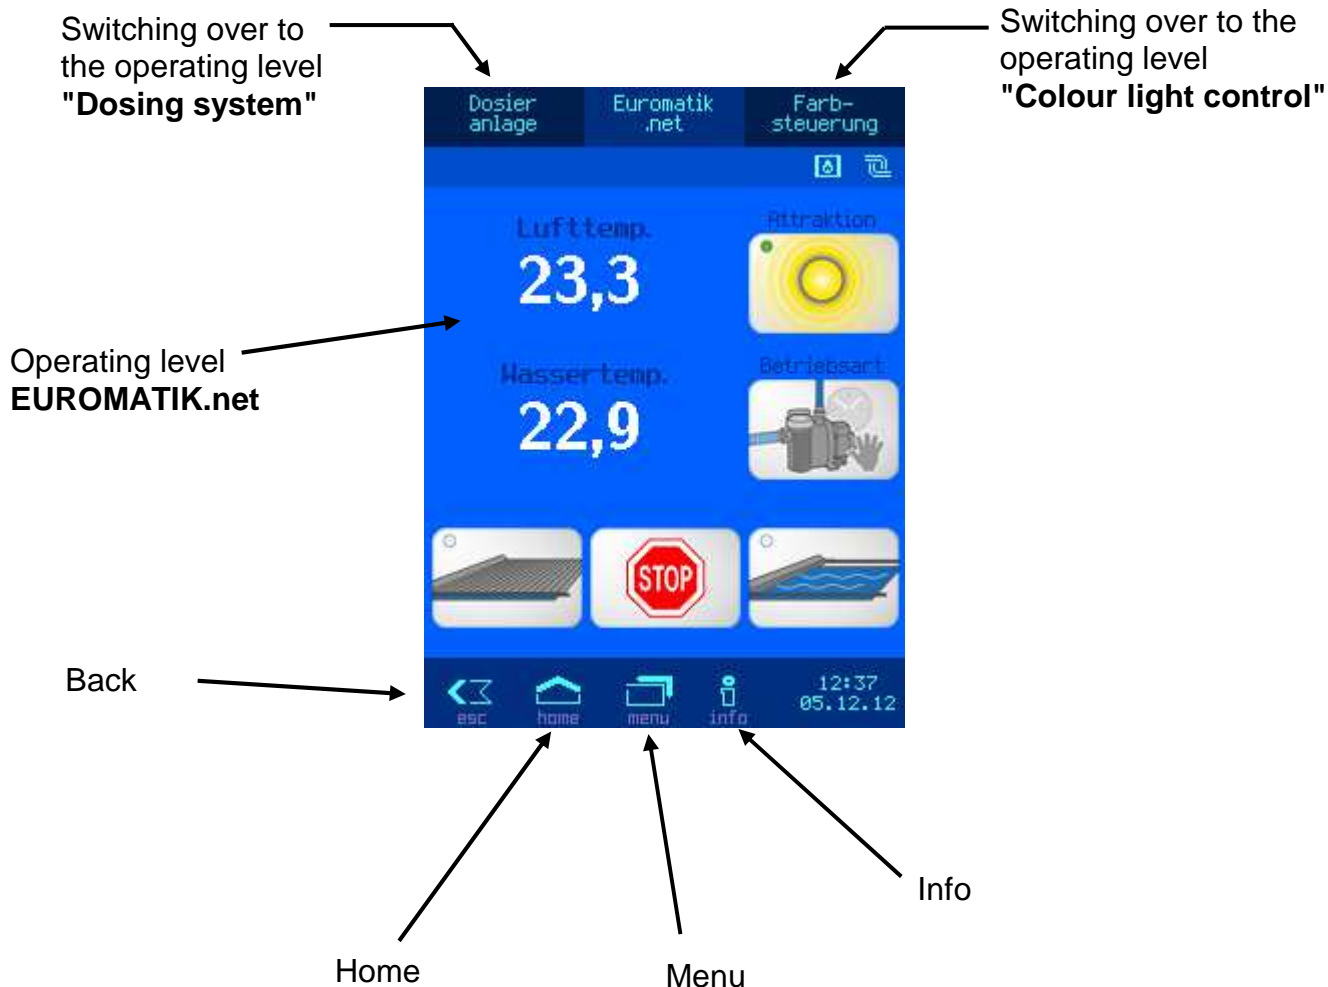 Switching over to
the operating level
"Dosing system"
Switching over to the
operating level
"Colour light control"
Dosier
anlage
Euromatik
.net
Farb-
steuerung
Lufttemp.
23,3
Attraktion
Operating level
EUROMATIK.net
Wassertemp.
22,9
Betriebsart
STOP
Back
esc
home
menu
info
12:37
05.12.12
Info
Home
Menu